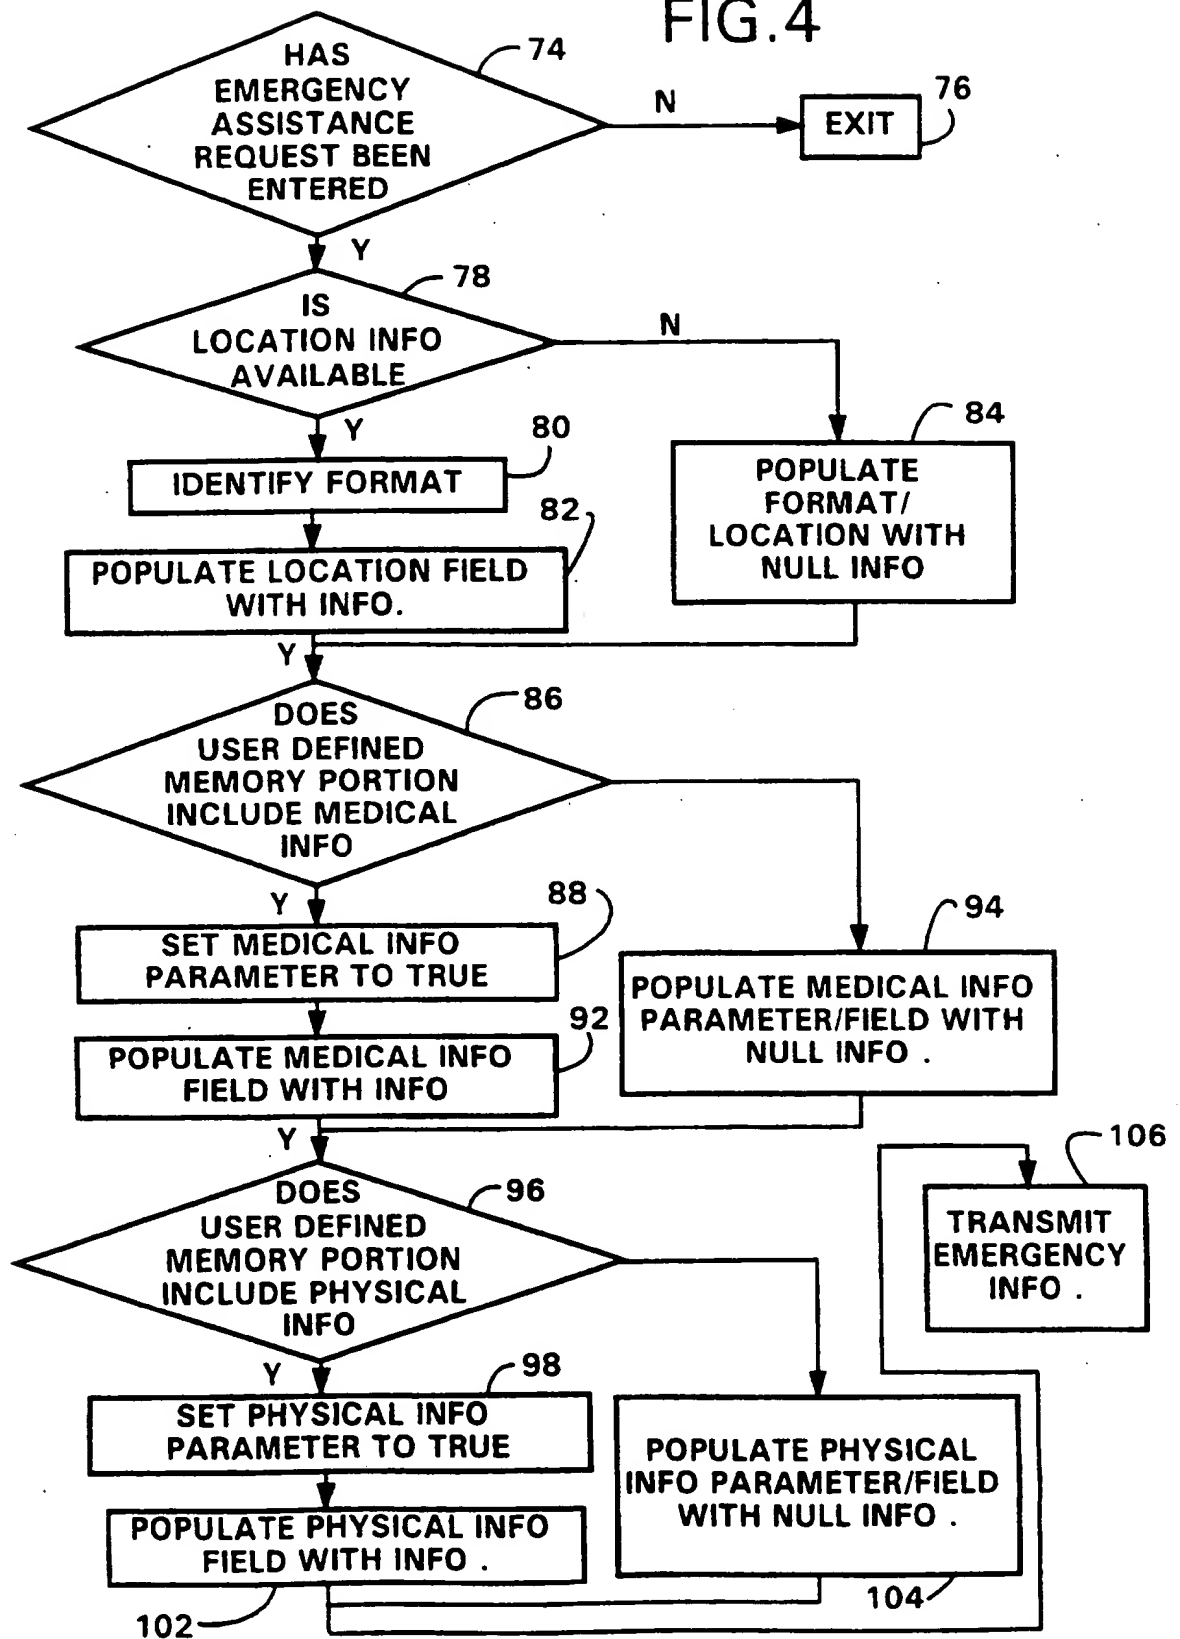 FIG.4
HAS
EMERGENCY
ASSISTANCE
REQUEST BEEN
ENTERED
74
N
EXIT
76
Y
IS
LOCATION INFO
AVAILABLE
78
N
Y
IDENTIFY FORMAT
80
POPULATE
FORMAT/
LOCATION WITH
NULL INFO
84
POPULATE LOCATION FIELD
WITH INFO.
82
Y
DOES
USER DEFINED
MEMORY PORTION
INCLUDE MEDICAL
INFO
86
Y
SET MEDICAL INFO
PARAMETER TO TRUE
88
POPULATE MEDICAL INFO
PARAMETER/FIELD WITH
NULL INFO .
94
POPULATE MEDICAL INFO
FIELD WITH INFO
92
Y
DOES
USER DEFINED
MEMORY PORTION
INCLUDE PHYSICAL
INFO
96
TRANSMIT
EMERGENCY
INFO .
106
Y
SET PHYSICAL INFO
PARAMETER TO TRUE
98
POPULATE PHYSICAL
INFO PARAMETER/FIELD
WITH NULL INFO .
104
POPULATE PHYSICAL INFO
FIELD WITH INFO .
102